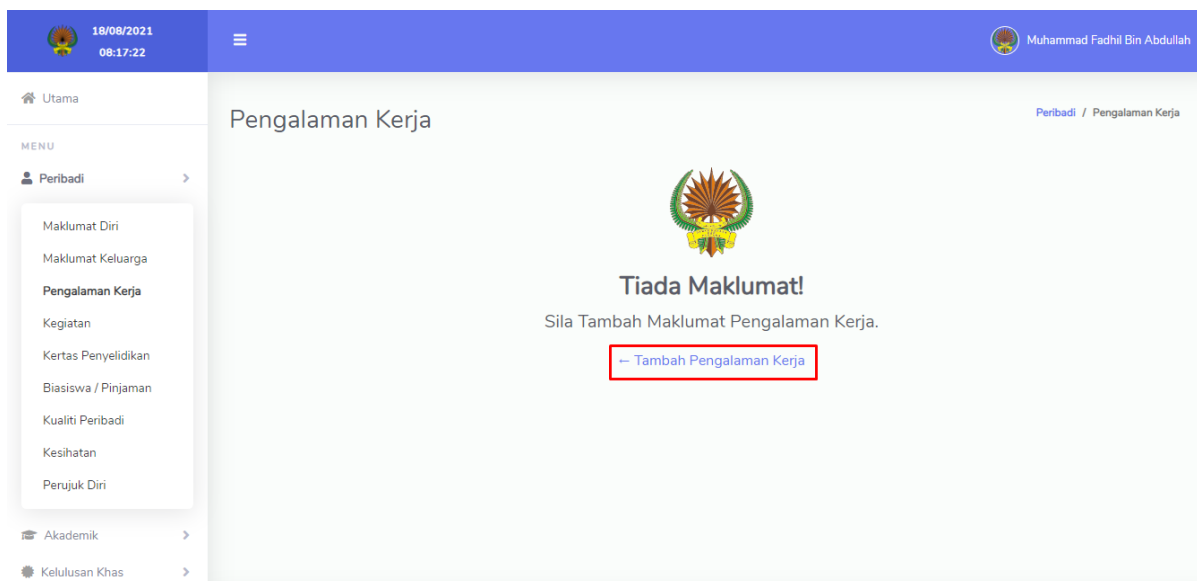 18/08/2021
08:17:22
Muhammad Fadhil Bin Abdullah
Utama
MENU
Peribadi
Maklumat Diri
Maklumat Keluarga
Pengalaman Kerja
Kegiatan
Kertas Penyelidikan
Biasiswa / Pinjaman
Kualiti Peribadi
Kesihatan
Perujuk Diri
Akademik
Kelulusan Khas
Pengalaman Kerja
Peribadi / Pengalaman Kerja
Tiada Maklumat!
Sila Tambah Maklumat Pengalaman Kerja.
← Tambah Pengalaman Kerja